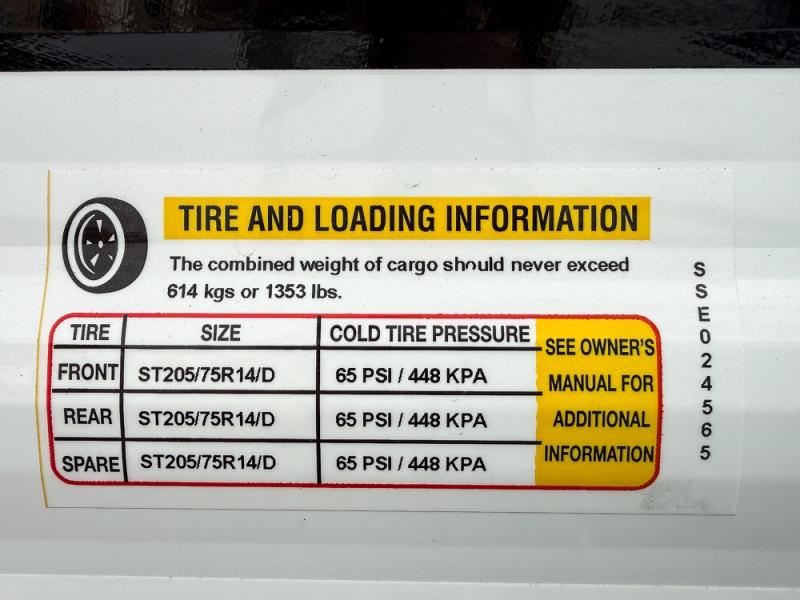 TIRE AND LOADING INFORMATION
The combined weight of cargo should never exceed
614 kgs or 1353 lbs.
TIRE SIZE COLD TIRE PRESSURE
FRONT ST205/75R14/D 65 PSI / 448 KPA
REAR ST205/75R14/D 65 PSI / 448 KPA
SPARE ST205/75R14/D 65 PSI / 448 KPA
SEE OWNER'S
MANUAL FOR
ADDITIONAL
INFORMATION
SSE024565